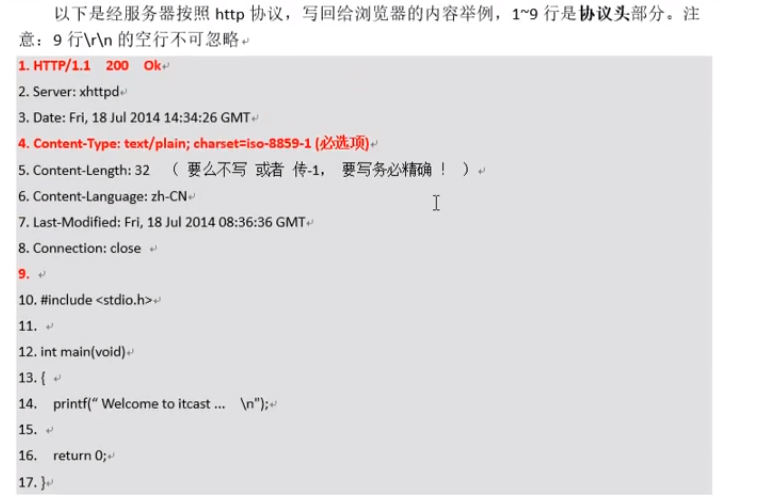 以下是经服务器按照 http 协议，写回给浏览器的内容举例，1~9 行是协议头部分。注
意：9 行\r\n 的空行不可忽略
1. HTTP/1.1 200 Ok
2. Server: xhttpd
3. Date: Fri, 18 Jul 2014 14:34:26 GMT
4. Content-Type: text/plain; charset=iso-8859-1 (必选项)
5. Content-Length: 32 （ 要么不写 或者 传-1， 要写务必精确 ！ ）
6. Content-Language: zh-CN
7. Last-Modified: Fri, 18 Jul 2014 08:36:36 GMT
8. Connection: close
9.
10. #include <stdio.h>
11.
12. int main(void)
13. {
14. printf(“ Welcome to itcast ... \n");
15.
16. return 0;
17. }